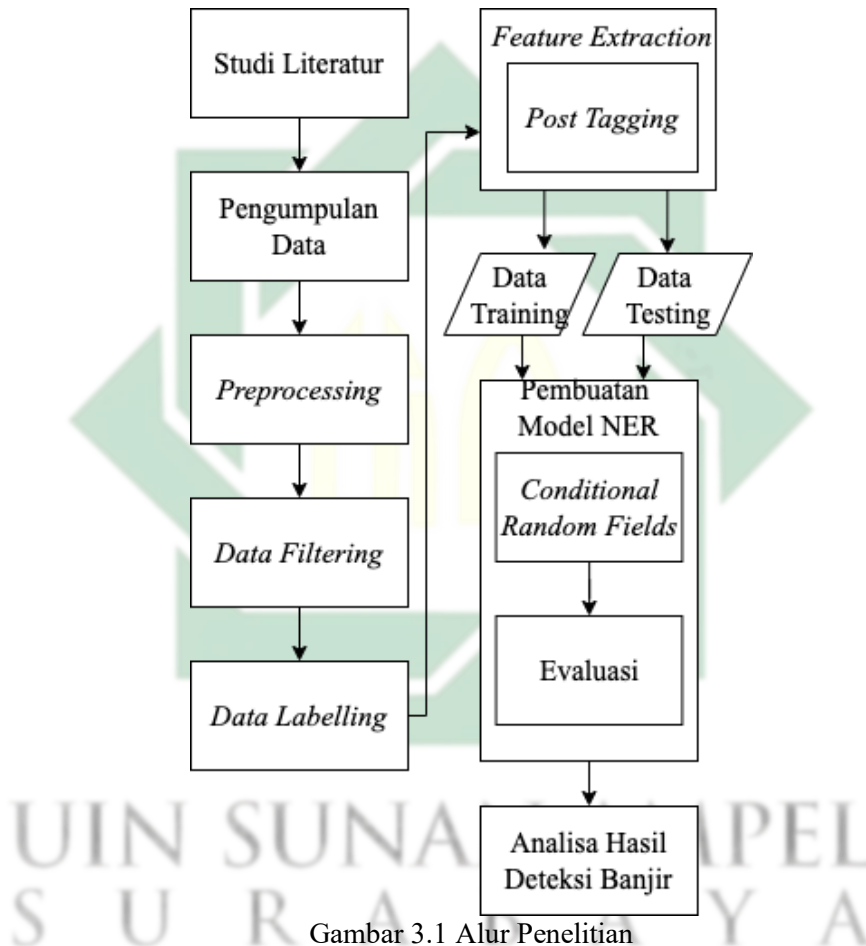 Studi Literatur
Pengumpulan
Data
Preprocessing
Data Filtering
Data Labelling
Feature Extraction
Post Tagging
Data
Training
Data
Testing
Pembuatan
Model NER
Conditional
Random Fields
Evaluasi
Analisa Hasil
Deteksi Banjir
UIN SUNAN AMPEL
S U R A B A Y A
Gambar 3.1 Alur Penelitian